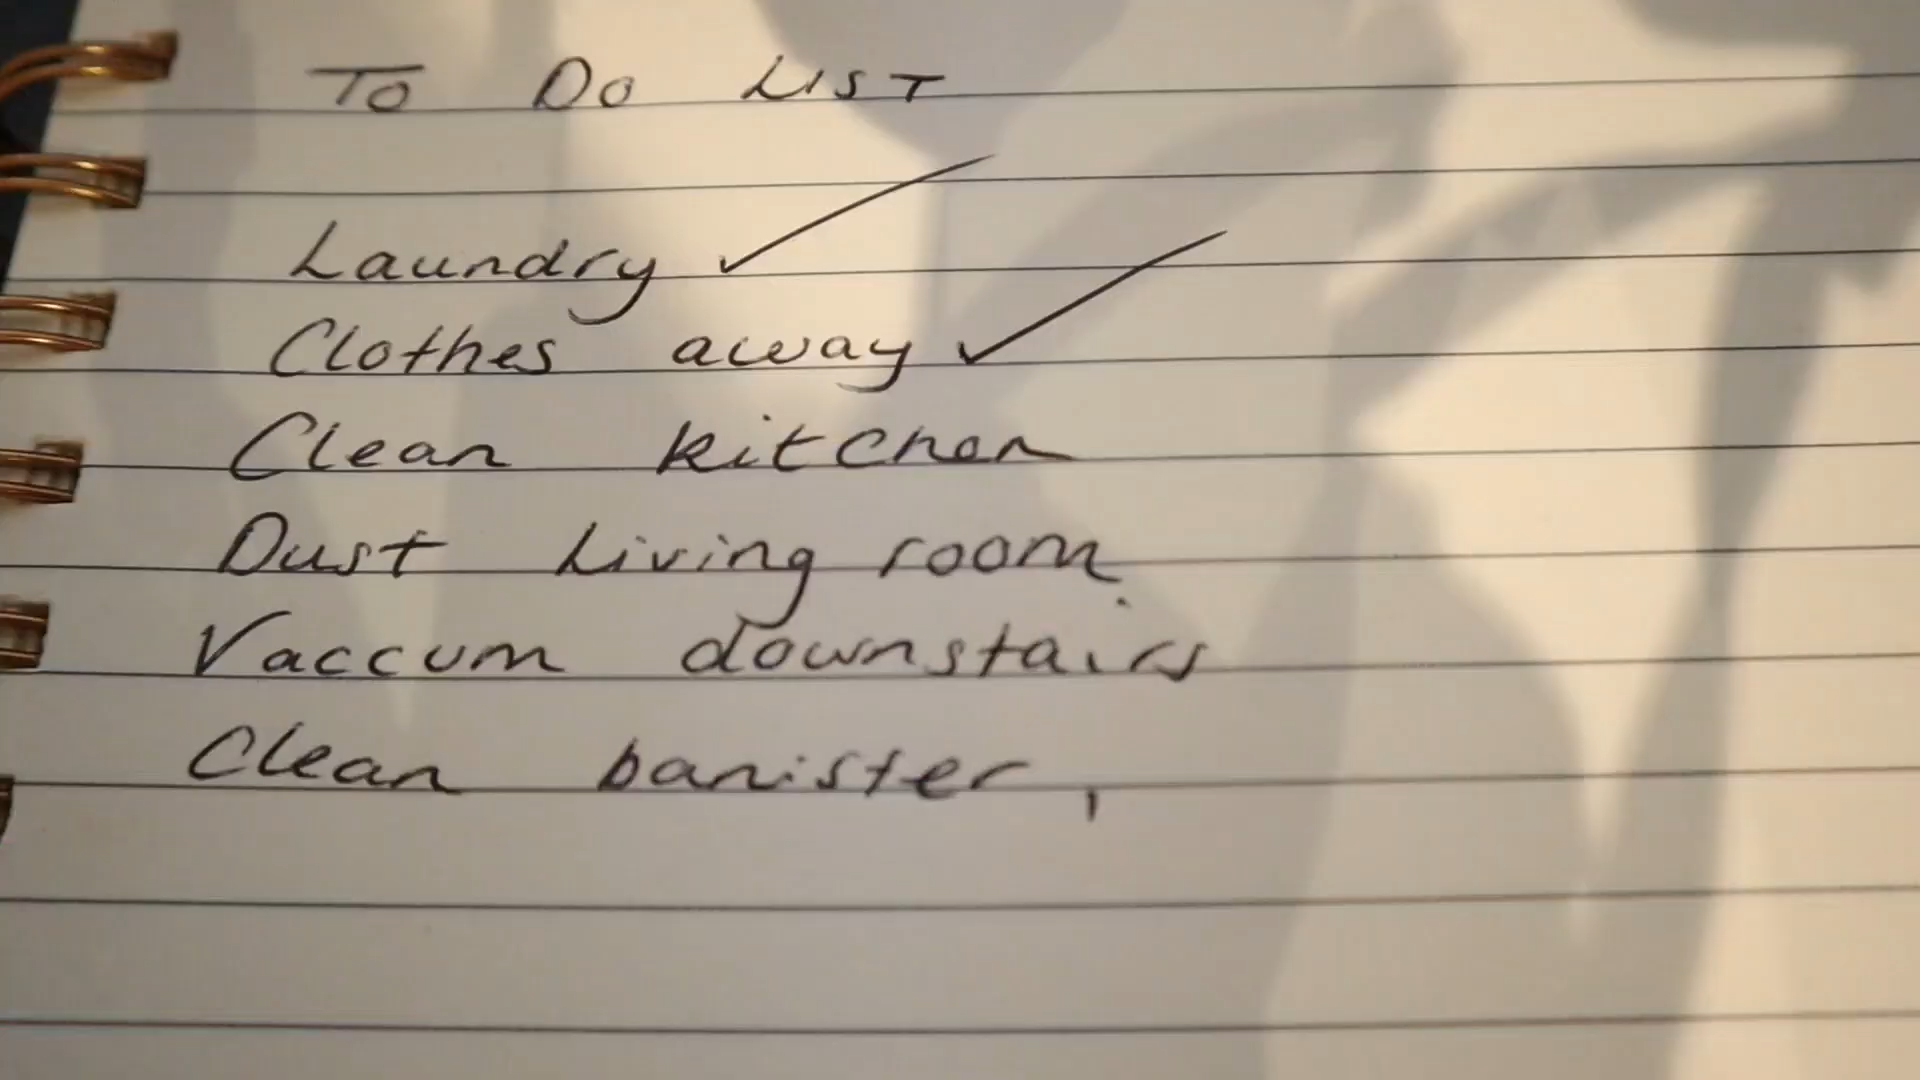 To Do LIST
Laundry ✓
Clothes away ✓
Clean kitchen
Dust Living room.
Vaccum downstairs
Clean banister,